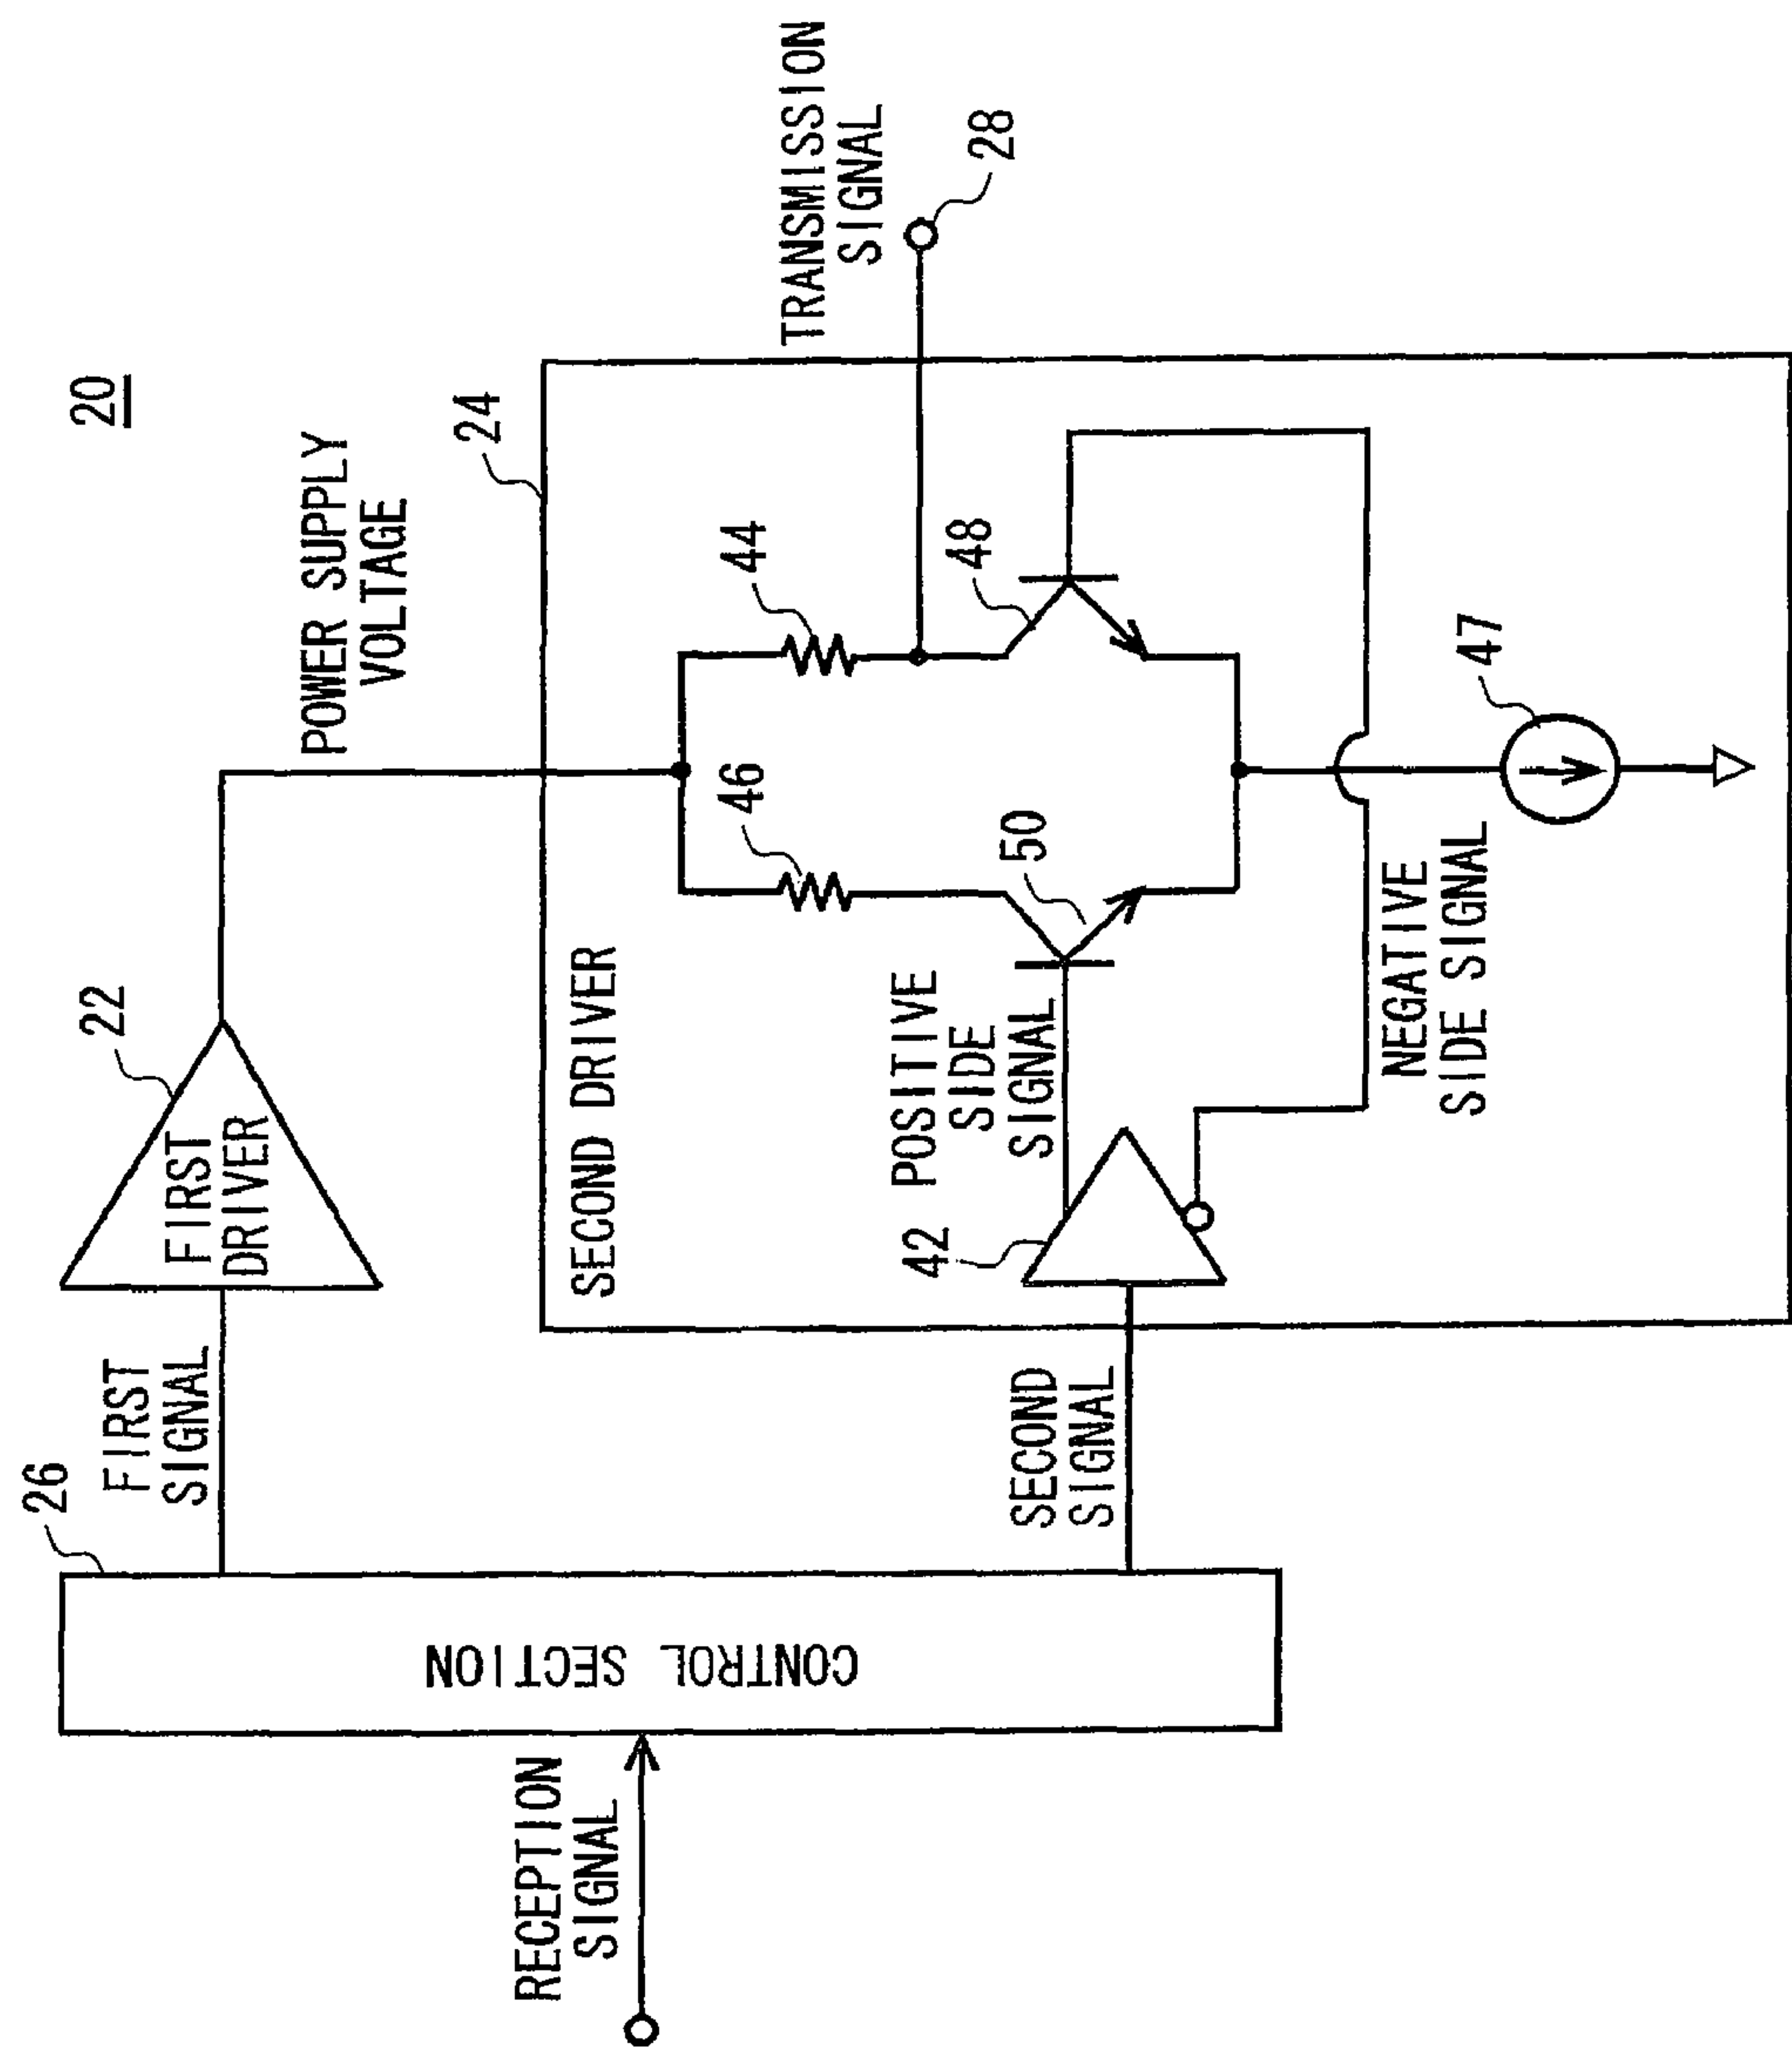 20
26
FIRST
SIGNAL
22
FIRST
DRIVER
POWER SUPPLY
VOLTAGE
24
RECEPTION
SIGNAL
CONTROL SECTION
SECOND DRIVER
46
44
TRANSMISSION
SIGNAL
28
SECOND
SIGNAL
42
POSITIVE
SIDE
SIGNAL
50
48
NEGATIVE
SIDE SIGNAL
47